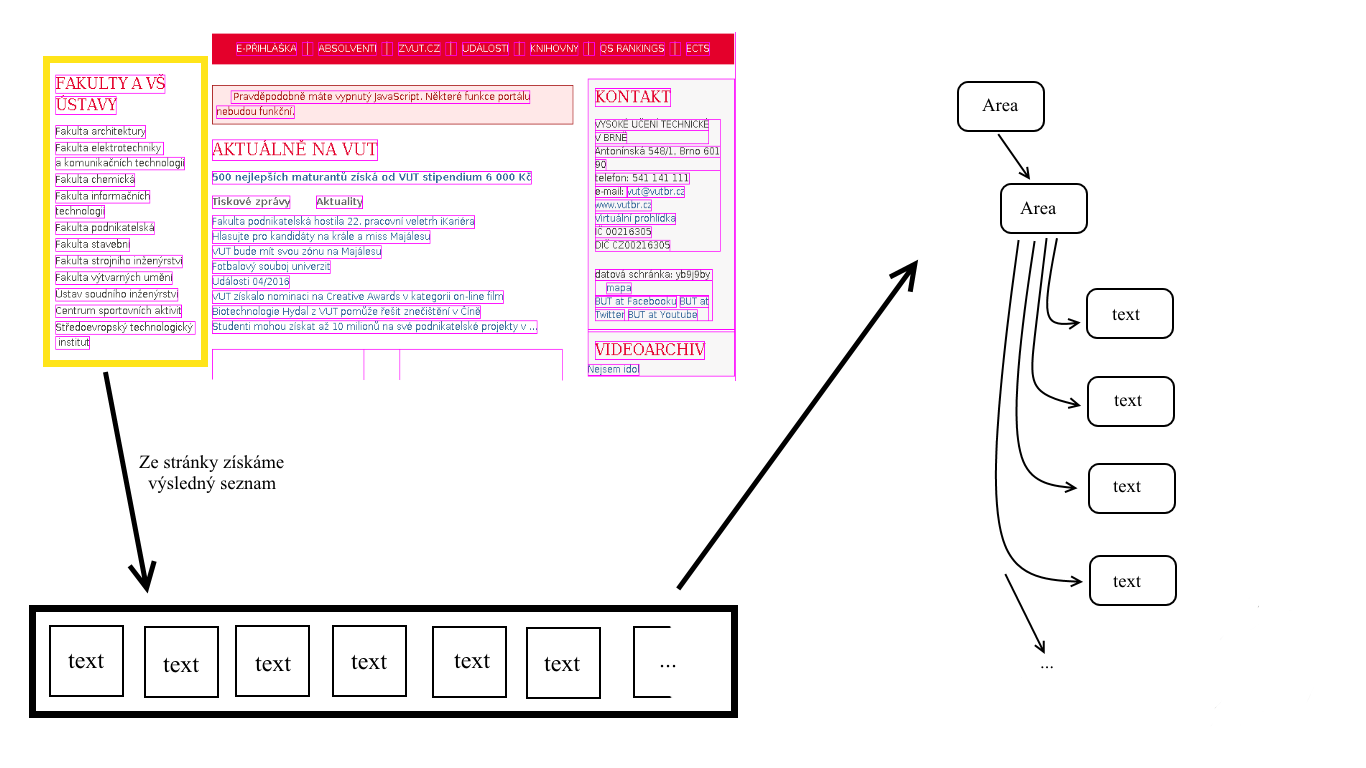 E-PŘIHLÁŠKA | ABSOLVENTI | ZVUT.CZ | UDÁLOSTI | KNIHOVNY | QS RANKINGS | ECTS
FAKULTY A VŠ
ÚSTAVY
Fakulta architektury
Fakulta elektrotechniky
a komunikačních technologií
Fakulta chemická
Fakulta informačních
technologií
Fakulta podnikatelská
Fakulta stavební
Fakulta strojního inženýrství
Fakulta výtvarných umění
Ústav soudního inženýrství
Centrum sportovních aktivit
Středoevropský technologický
institut
Pravděpodobně máte vypnutý JavaScript. Některé funkce portálu
nebudou funkční.
AKTUÁLNĚ NA VUT
500 nejlepších maturantů získá od VUT stipendium 6 000 Kč
Tiskové zprávy Aktuality
Fakulta podnikatelská hostila 22. pracovní veletrh iKariéra
Hlasujte pro kandidáty na krále a miss Majálesu
VUT bude mít svou zónu na Majálesu
Fotbalový souboj univerzit
Události 04/2016
VUT získalo nominaci na Creative Awards v kategorii on-line film
Biotechnologie Hydal z VUT pomůže řešit znečištění v Číně
Studenti mohou získat až 10 milionů na své podnikatelské projekty v ...
KONTAKT
VYSOKÉ UČENÍ TECHNICKÉ
V BRNĚ
Antonínská 548/1, Brno 601
90
telefon: 541 141 111
e-mail: vut@vutbr.cz
www.vutbr.cz
Virtuální prohlídka
IČ 00216305
DIČ CZ00216305
datová schránka: yb9j9by
mapa
BUT at Facebooku BUT at
Twitter BUT at Youtube
VIDEOARCHIV
Nejsem idol
Ze stránky získáme
výsledný seznam
text text text text text text ...
Area
Area
text
text
text
text
...